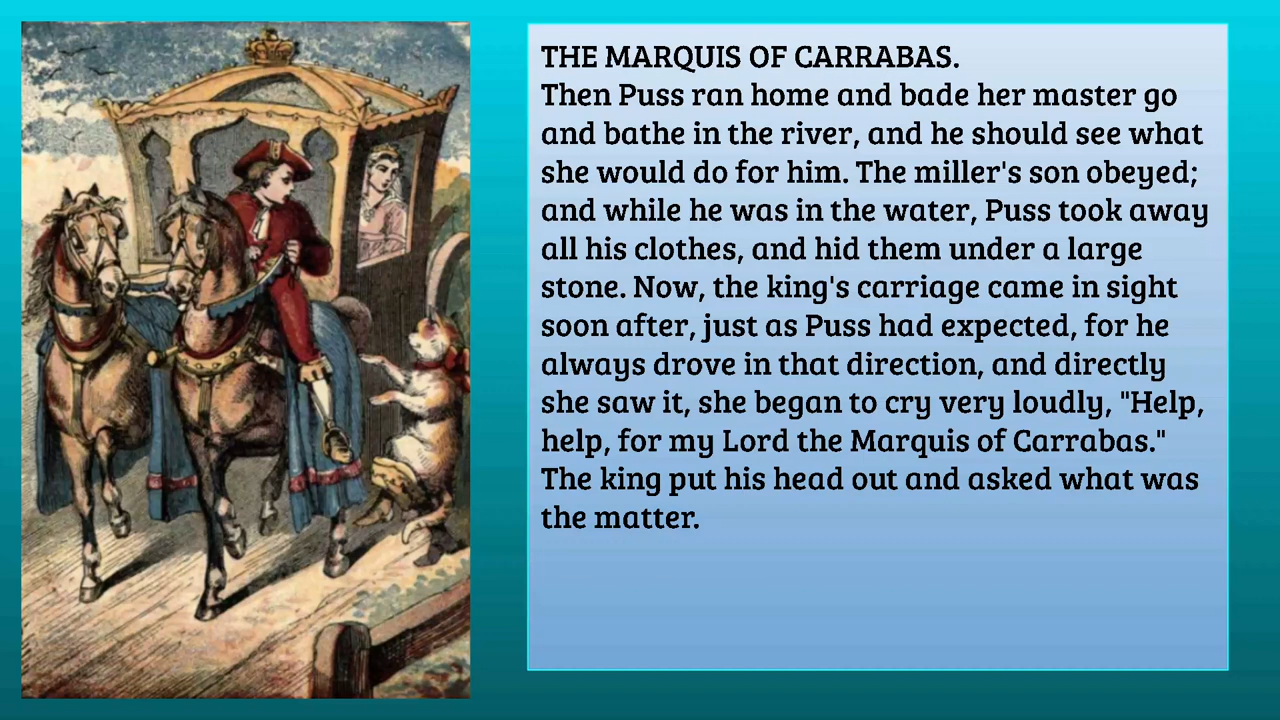 THE MARQUIS OF CARRABAS.
Then Puss ran home and bade her master go
and bathe in the river, and he should see what
she would do for him. The miller's son obeyed;
and while he was in the water, Puss took away
all his clothes, and hid them under a large
stone. Now, the king's carriage came in sight
soon after, just as Puss had expected, for he
always drove in that direction, and directly
she saw it, she began to cry very loudly, "Help,
help, for my Lord the Marquis of Carrabas."
The king put his head out and asked what was
the matter.